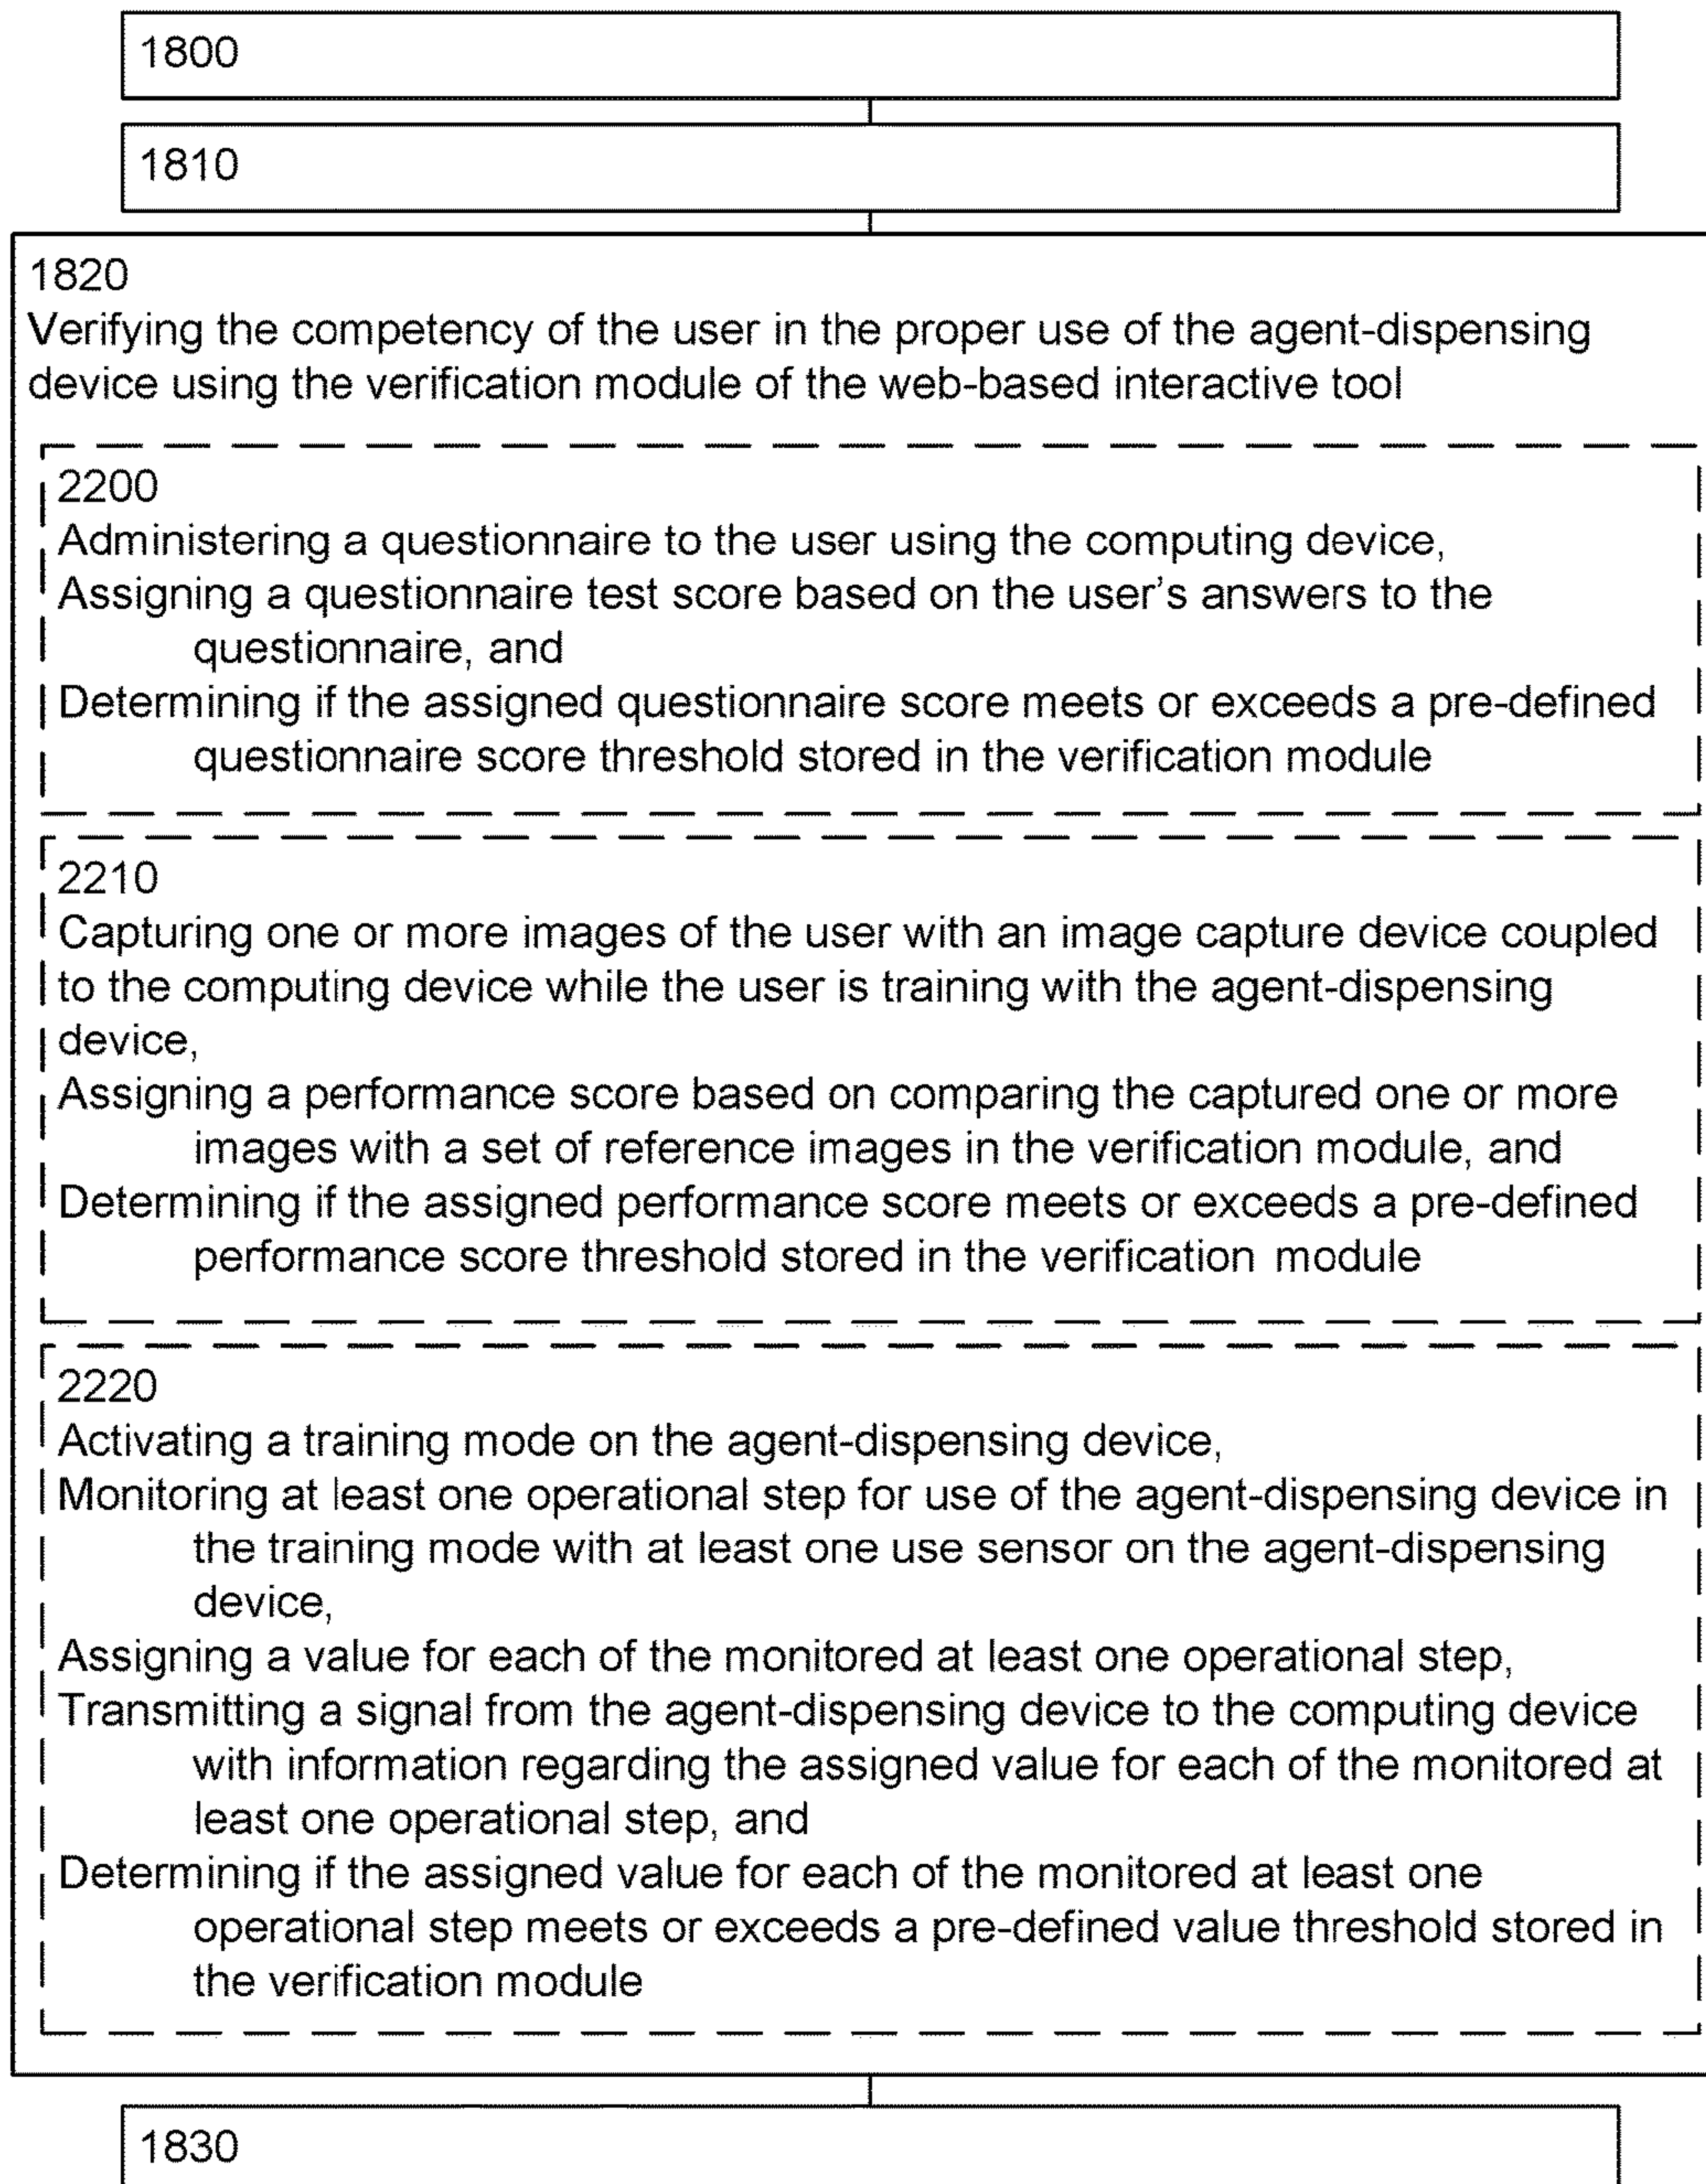 1800
1810
1820
Verifying the competency of the user in the proper use of the agent-dispensing
device using the verification module of the web-based interactive tool
2200
Administering a questionnaire to the user using the computing device,
Assigning a questionnaire test score based on the user's answers to the
questionnaire, and
Determining if the assigned questionnaire score meets or exceeds a pre-defined
questionnaire score threshold stored in the verification module
2210
Capturing one or more images of the user with an image capture device coupled
to the computing device while the user is training with the agent-dispensing
device,
Assigning a performance score based on comparing the captured one or more
images with a set of reference images in the verification module, and
Determining if the assigned performance score meets or exceeds a pre-defined
performance score threshold stored in the verification module
2220
Activating a training mode on the agent-dispensing device,
Monitoring at least one operational step for use of the agent-dispensing device in
the training mode with at least one use sensor on the agent-dispensing
device,
Assigning a value for each of the monitored at least one operational step,
Transmitting a signal from the agent-dispensing device to the computing device
with information regarding the assigned value for each of the monitored at
least one operational step, and
Determining if the assigned value for each of the monitored at least one
operational step meets or exceeds a pre-defined value threshold stored in
the verification module
1830